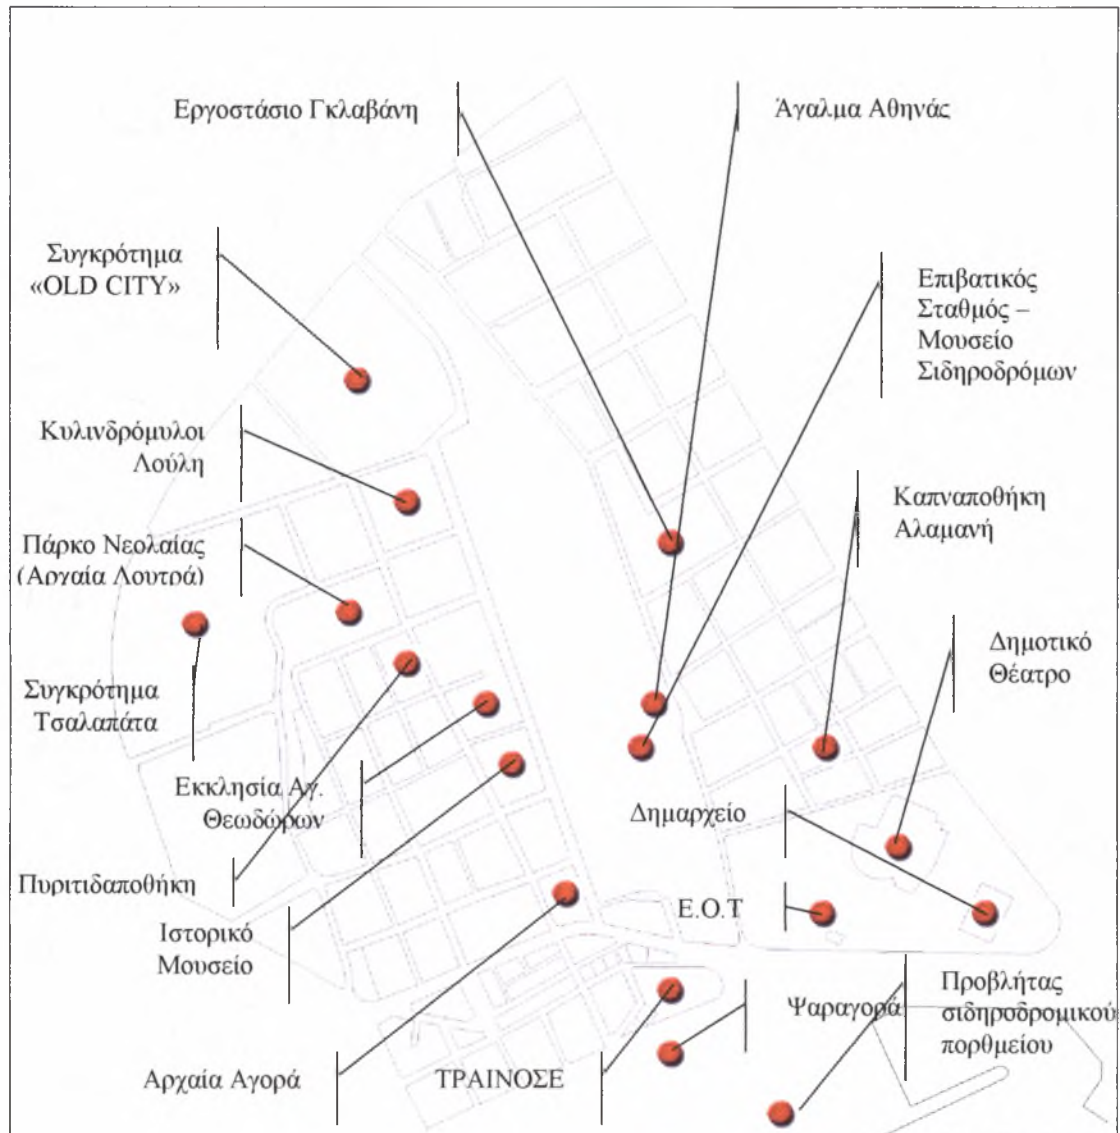 Εργοστάσιο Γκλαβάνη
Άγαλμα Αθηνάς
Συγκρότημα
«OLD CITY»
Επιβατικός
Σταθμός –
Μουσείο
Σιδηροδρόμων
Κυλινδρόμυλοι
Λούλη
Καπναποθήκη
Αλαμανή
Πάρκο Νεολαίας
(Αρχαία Λουτρά)
Δημοτικό
Θέατρο
Συγκρότημα
Τσαλαπάτα
Εκκλησία Αγ.
Θεωδώρων
Δημαρχείο
Πυριτιδαποθήκη
Ε.Ο.Τ
Ιστορικό
Μουσείο
Ψαραγορά
Προβλήτας
σιδηροδρομικού
πορθμείου
Αρχαία Αγορά
ΤΡΑΙΝΟΣΕ